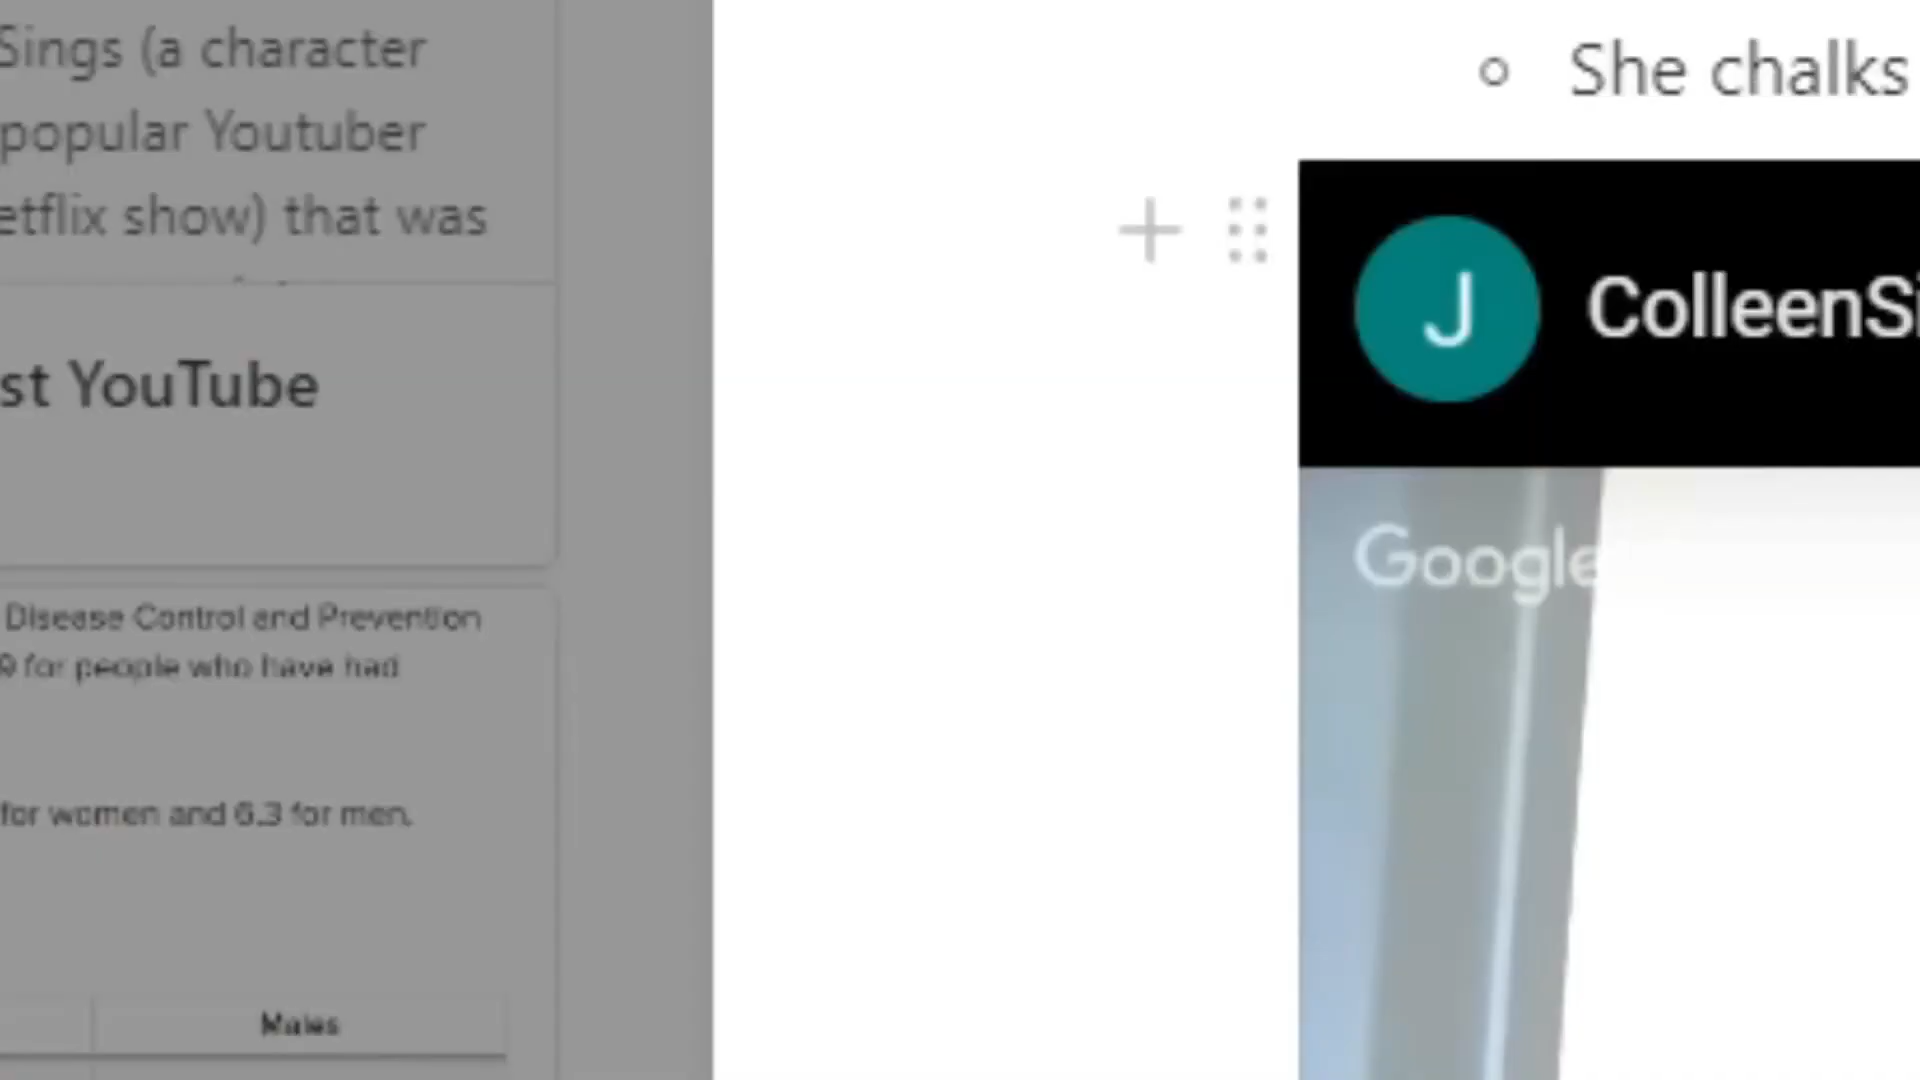 Sings (a character
popular Youtuber
etflix show) that was
st YouTube
Disease Control and Prevention
9 for people who have had
for women and 6.3 for men.
Males
She chalks
J
ColleenSi
Google